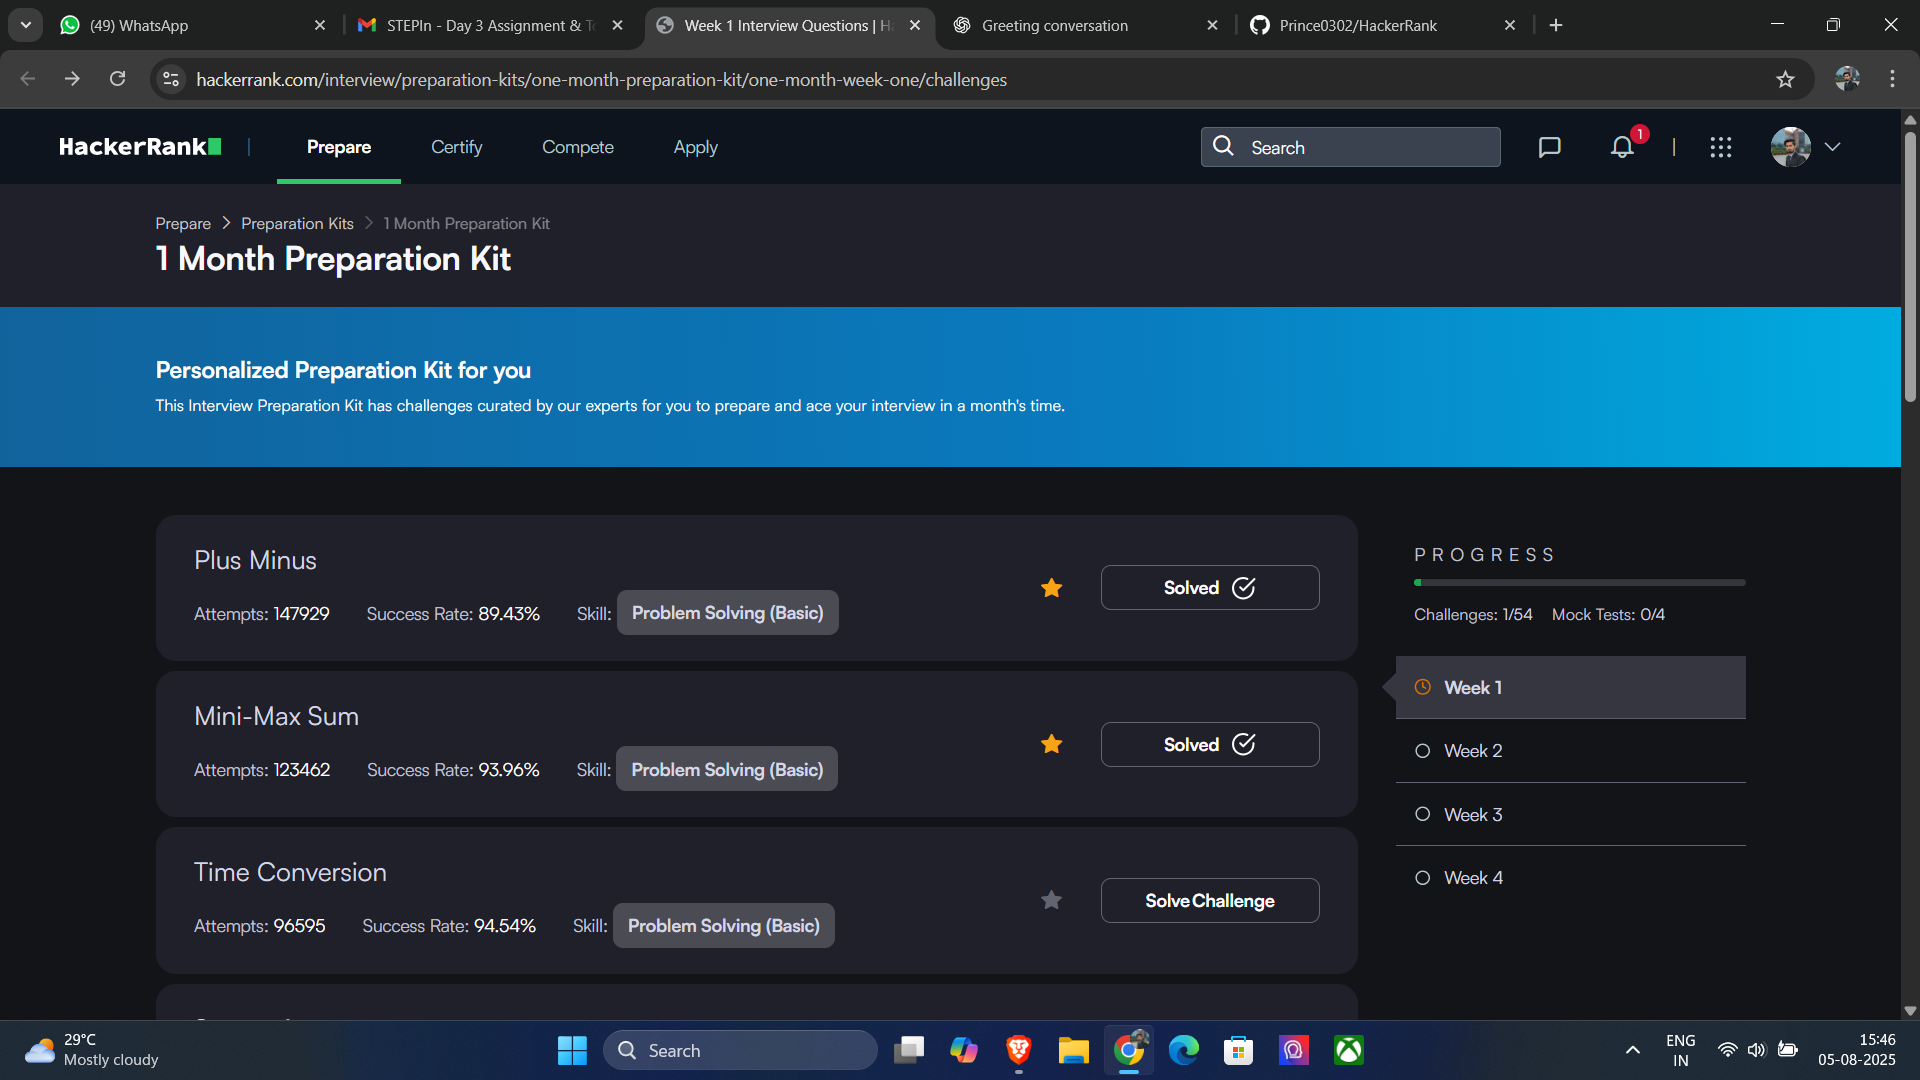 (49) WhatsApp
STEPIn - Day 3 Assignment & To
Week 1 Interview Questions | Ha
Greeting conversation
Prince0302/HackerRank
hackerrank.com/interview/preparation-kits/one-month-preparation-kit/one-month-week-one/challenges
HackerRank
Prepare
Certify
Compete
Apply
Search
1
Prepare > Preparation Kits > 1 Month Preparation Kit
1 Month Preparation Kit
Personalized Preparation Kit for you
This Interview Preparation Kit has challenges curated by our experts for you to prepare and ace your interview in a month's time.
Plus Minus
Attempts: 147929 Success Rate: 89.43% Skill: Problem Solving (Basic)
Solved
Mini-Max Sum
Attempts: 123462 Success Rate: 93.96% Skill: Problem Solving (Basic)
Solved
Time Conversion
Attempts: 96595 Success Rate: 94.54% Skill: Problem Solving (Basic)
Solve Challenge
PROGRESS
Challenges: 1/54 Mock Tests: 0/4
Week 1
Week 2
Week 3
Week 4
29°C
Mostly cloudy
Search
ENG
IN
15:46
05-08-2025